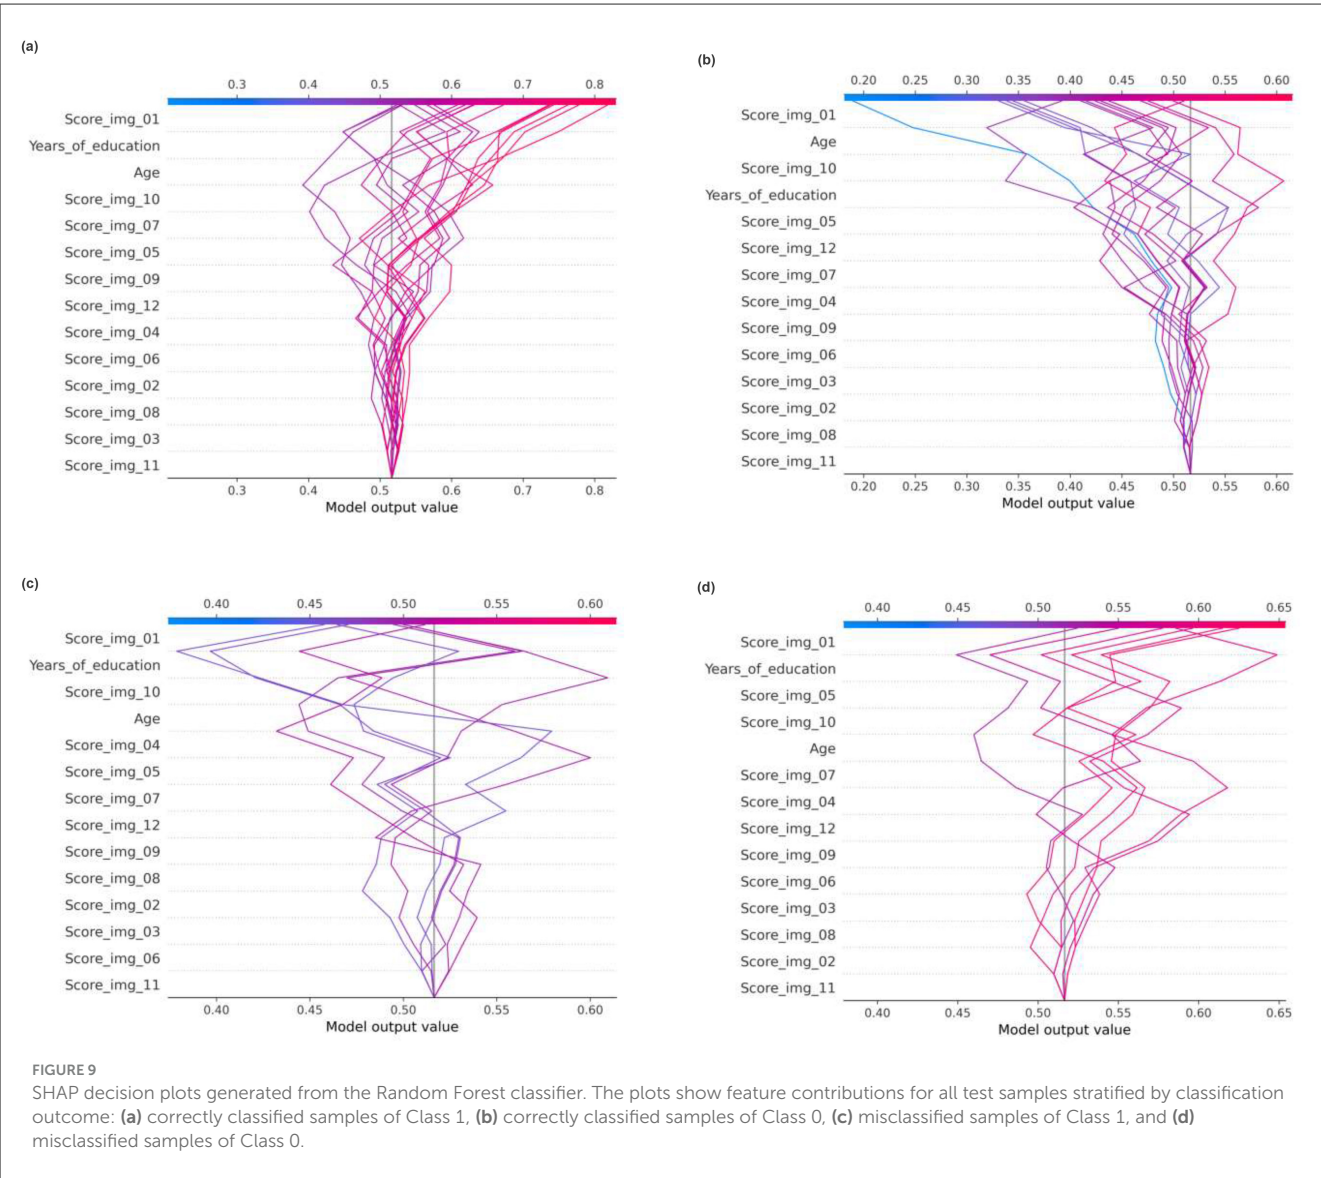 (a)
0.3 0.4 0.5 0.6 0.7 0.8
Score_img_01
Years_of_education
Age
Score_img_10
Score_img_07
Score_img_05
Score_img_09
Score_img_12
Score_img_04
Score_img_06
Score_img_02
Score_img_08
Score_img_03
Score_img_11
0.3 0.4 0.5 0.6 0.7 0.8
Model output value
(b)
0.20 0.25 0.30 0.35 0.40 0.45 0.50 0.55 0.60
Score_img_01
Age
Score_img_10
Years_of_education
Score_img_05
Score_img_12
Score_img_07
Score_img_04
Score_img_09
Score_img_06
Score_img_03
Score_img_02
Score_img_08
Score_img_11
0.20 0.25 0.30 0.35 0.40 0.45 0.50 0.55 0.60
Model output value
(c)
0.40 0.45 0.50 0.55 0.60
Score_img_01
Years_of_education
Score_img_10
Age
Score_img_04
Score_img_05
Score_img_07
Score_img_12
Score_img_09
Score_img_08
Score_img_02
Score_img_03
Score_img_06
Score_img_11
0.40 0.45 0.50 0.55 0.60
Model output value
(d)
0.40 0.45 0.50 0.55 0.60 0.65
Score_img_01
Years_of_education
Score_img_05
Score_img_10
Age
Score_img_07
Score_img_04
Score_img_12
Score_img_09
Score_img_06
Score_img_03
Score_img_08
Score_img_02
Score_img_11
0.40 0.45 0.50 0.55 0.60 0.65
Model output value
FIGURE 9
SHAP decision plots generated from the Random Forest classifier. The plots show feature contributions for all test samples stratified by classification
outcome: (a) correctly classified samples of Class 1, (b) correctly classified samples of Class 0, (c) misclassified samples of Class 1, and (d)
misclassified samples of Class 0.